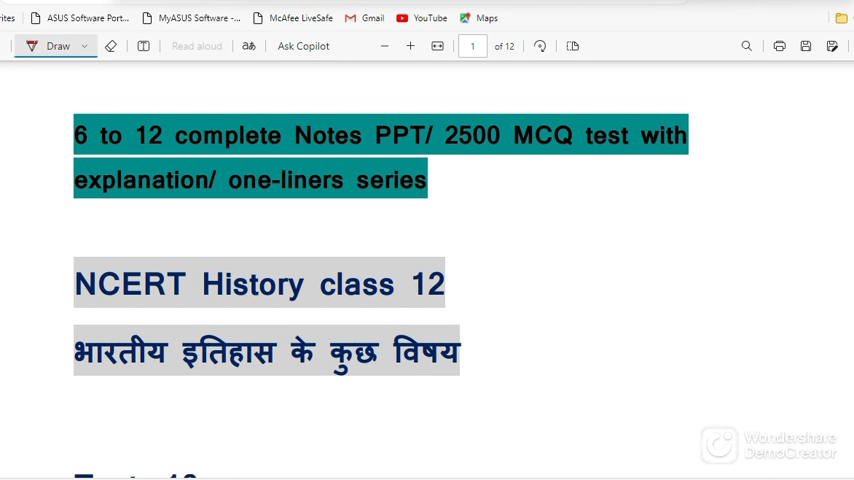 rites ASUS Software Port... MyASUS Software -... McAfee LiveSafe Gmail YouTube Maps
Draw Read aloud Ask Copilot 1 of 12
6 to 12 complete Notes PPT/ 2500 MCQ test with
explanation/ one-liners series
NCERT History class 12
भारतीय इतिहास के कुछ विषय
Wondershare
DemoCreator